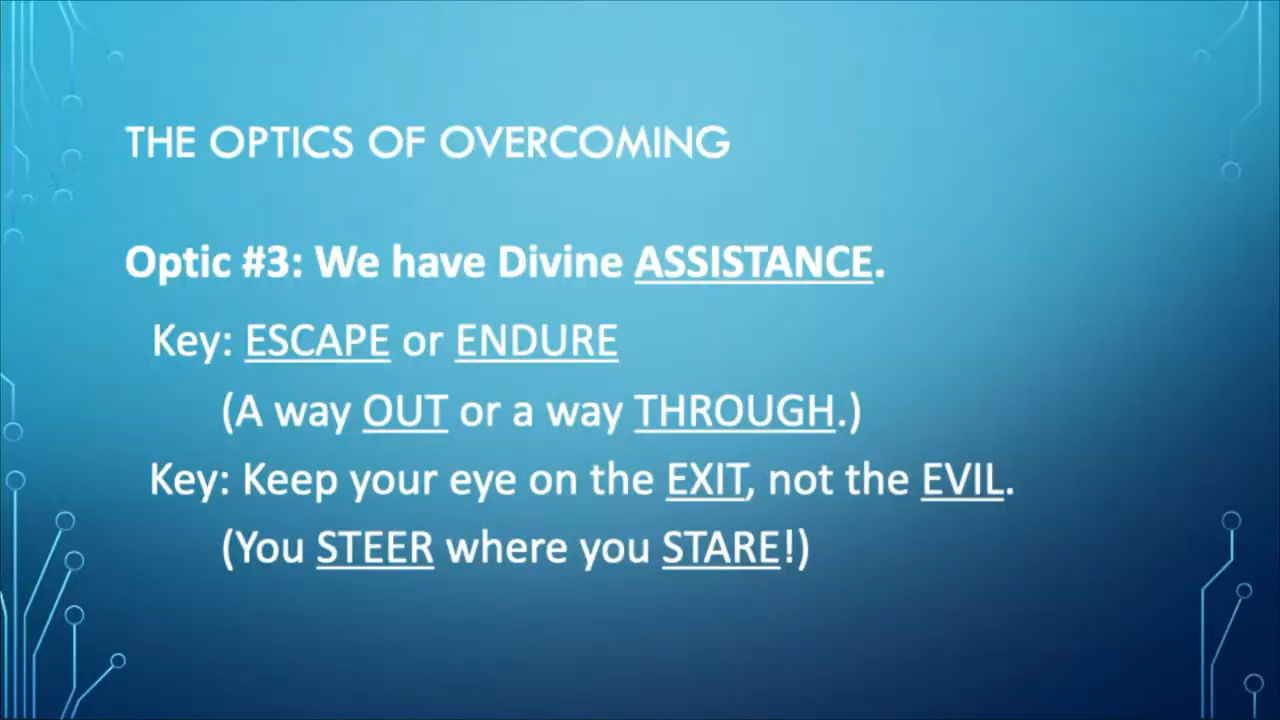 THE OPTICS OF OVERCOMING
Optic #3: We have Divine ASSISTANCE.
Key: ESCAPE or ENDURE
(A way OUT or a way THROUGH.)
Key: Keep your eye on the EXIT, not the EVIL.
(You STEER where you STARE!)